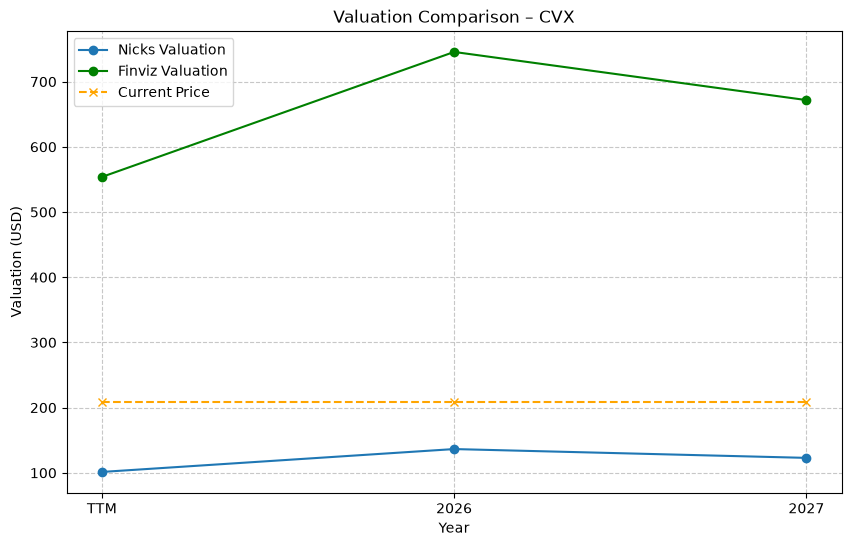 Valuation Comparison – CVX
Nicks Valuation
Finviz Valuation
Current Price
Valuation (USD)
700
600
500
400
300
200
100
TTM
2026
2027
Year